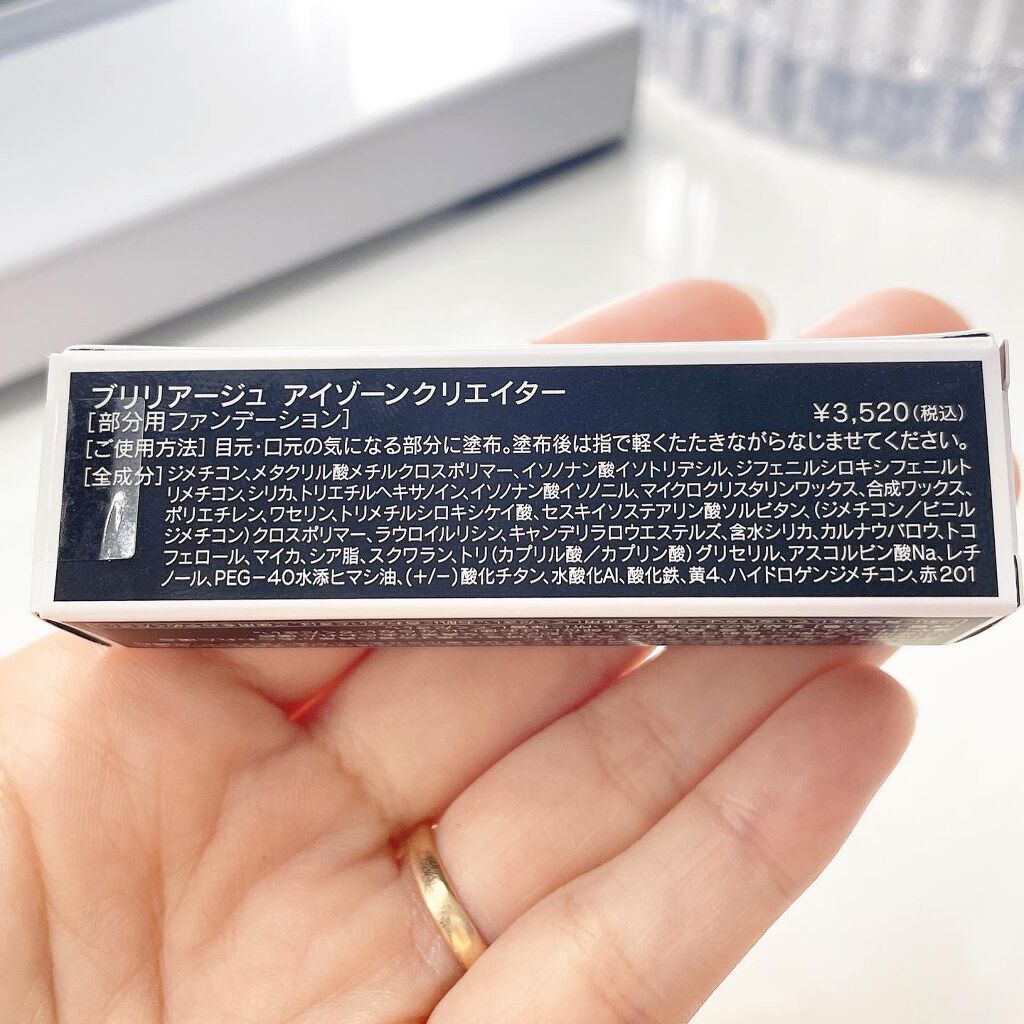 ブリリアージュ アイゾーンクリエイター
[部分用ファンデーション] ¥3,520(税込)
[ご使用方法] 目元・口元の気になる部分に塗布。塗布後は指で軽くたたきながらなじませてください。
[全成分] ジメチコン、メタクリル酸メチルクロスポリマー、イソノナン酸イソトリデシル、ジフェニルシロキシフェニルト
リメチコン、シリカ、トリエチルヘキサノイン、イソノナン酸イソノニル、マイクロクリスタリンワックス、合成ワックス、
ポリエチレン、ワセリン、トリメチルシロキシケイ酸、セスキイソステアリン酸ソルビタン、(ジメチコン/ビニル
ジメチコン)クロスポリマー、ラウロイルリシン、キャンデリラロウエステルズ、含水シリカ、カルナウバロウ、トコ
フェロール、マイカ、シア脂、スクワラン、トリ(カプリル酸/カプリン酸)グリセリル、アスコルビン酸Na、レチ
ノール、PEG-40水添ヒマシ油、(+/-)酸化チタン、水酸化Al、酸化鉄、黄4、ハイドロゲンジメチコン、赤201